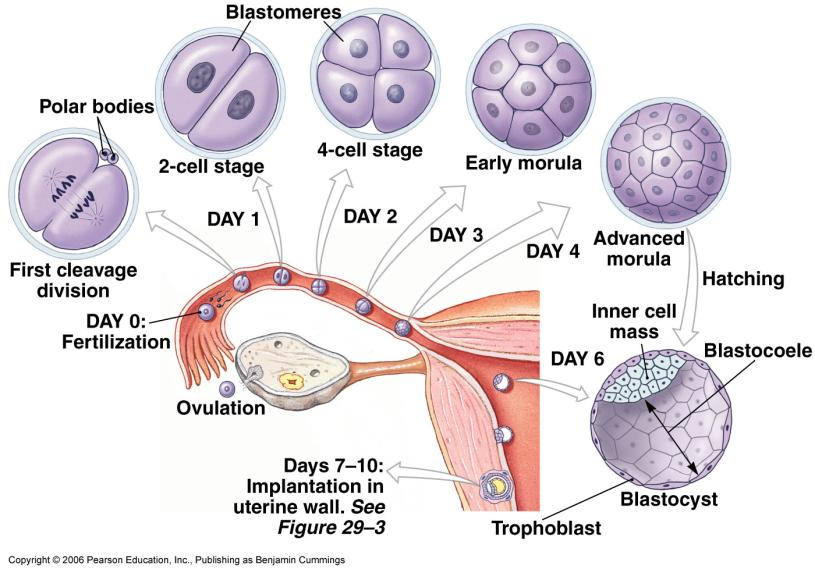 Blastomeres
Polar bodies
2-cell stage
4-cell stage
Early morula
DAY 1
DAY 2
DAY 3
DAY 4
Advanced
morula
First cleavage
division
Hatching
DAY 0:
Fertilization
Inner cell
mass
Blastocoele
DAY 6
Ovulation
Days 7–10:
Implantation in
uterine wall. See
Figure 29–3
Blastocyst
Trophoblast
Copyright © 2006 Pearson Education, Inc., Publishing as Benjamin Cummings